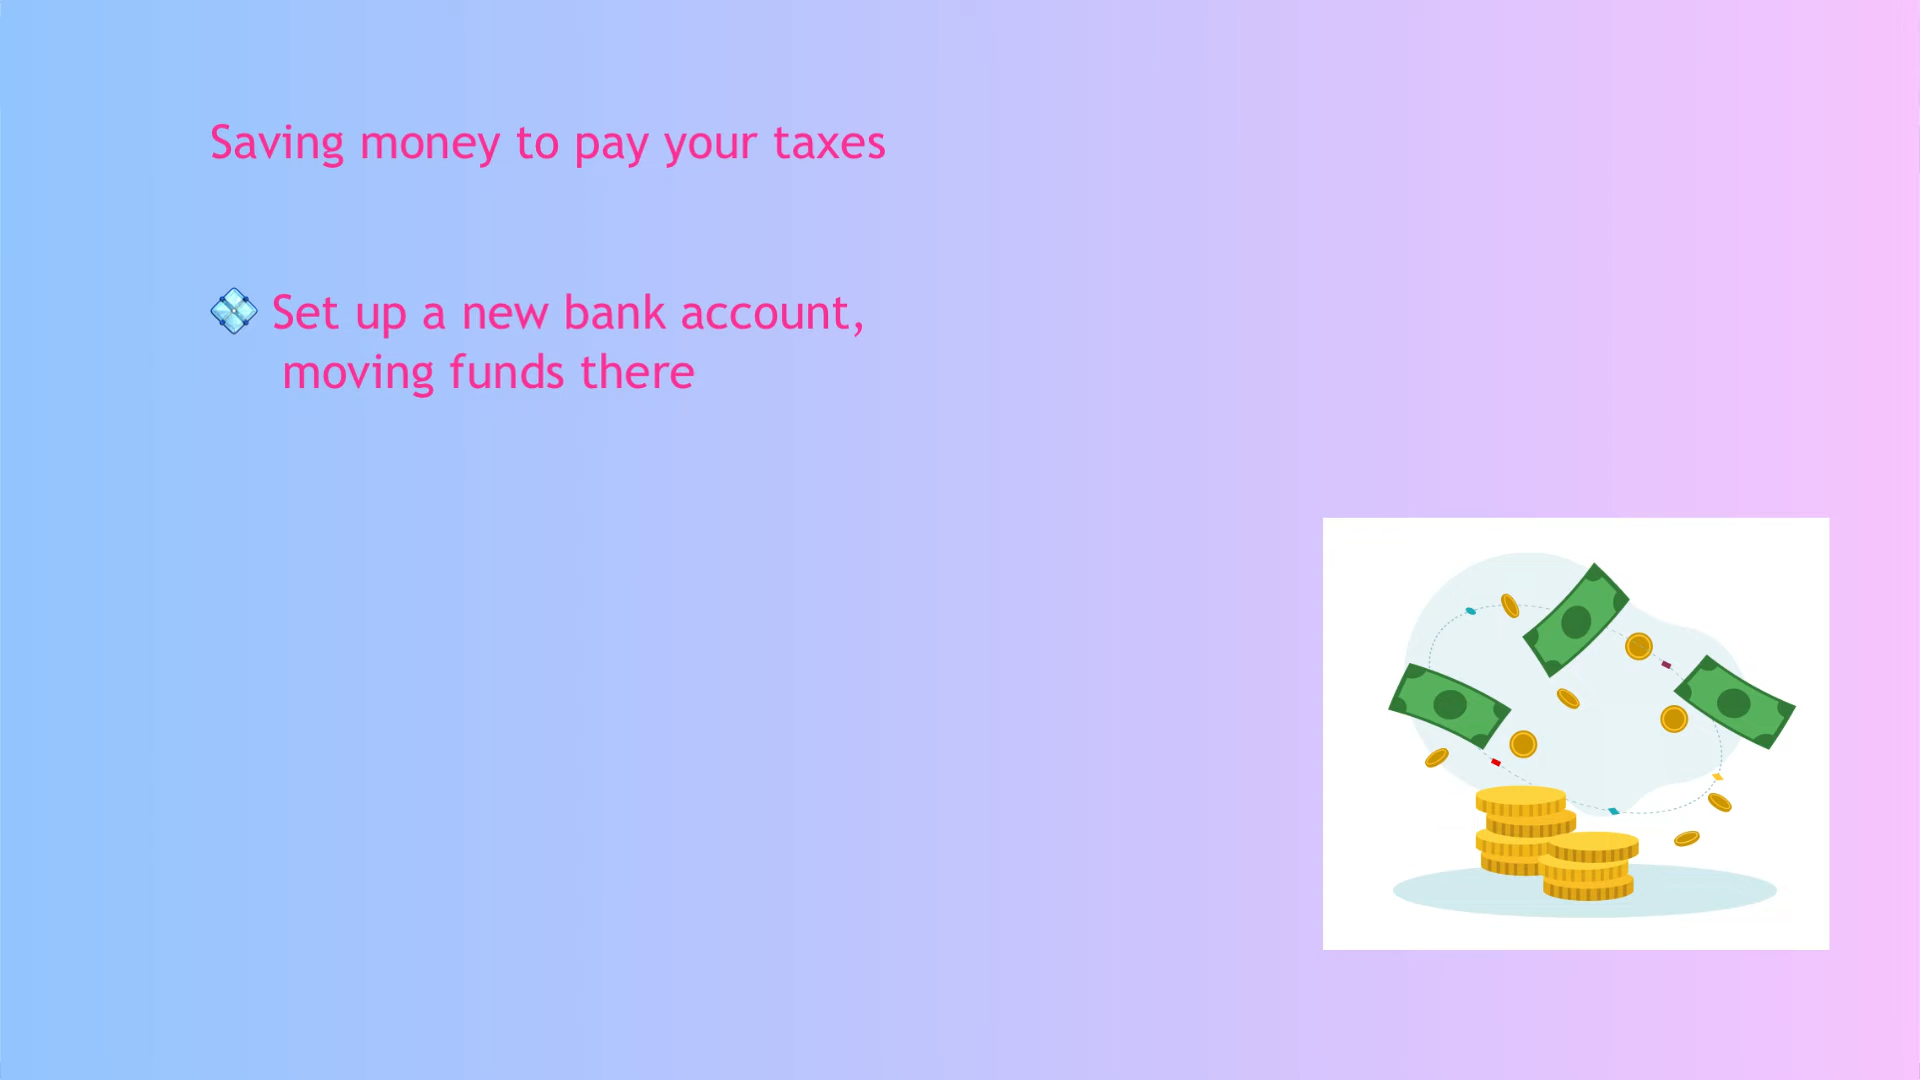 Saving money to pay your taxes
💠 Set up a new bank account,
moving funds there